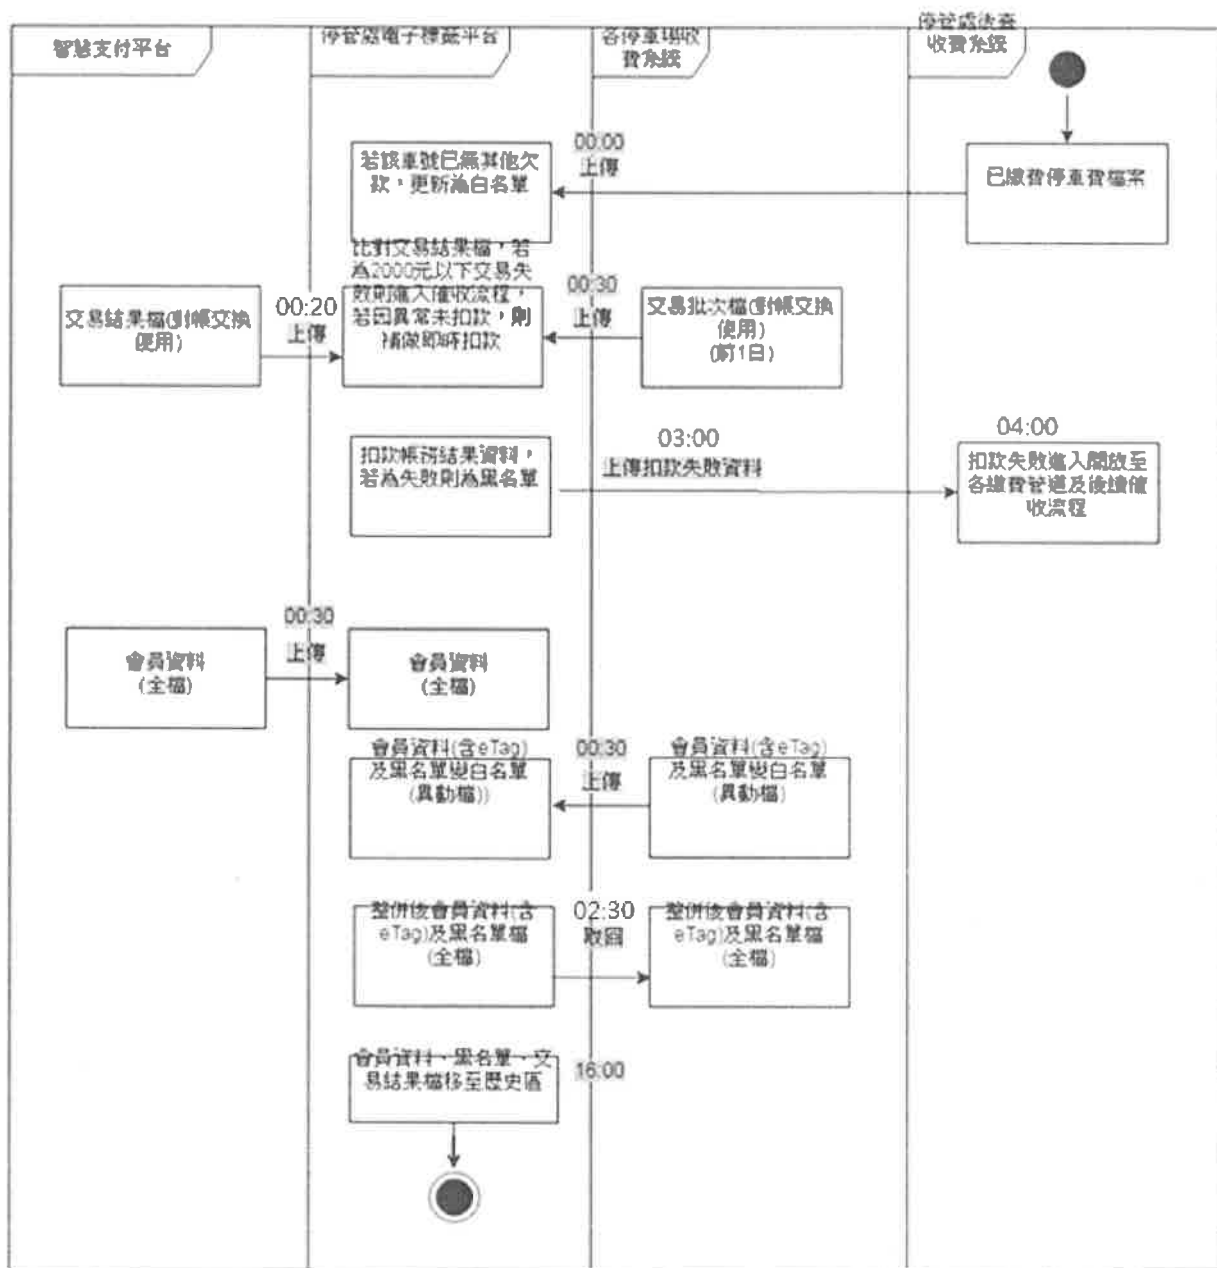 智慧支付平台
停管處電子標籤平台
各停車場收
費系統
停管處後臺
收費系統
00:00
上傳
若該車號已無其他欠
款，更新為白名單
已繳費停車費檔案
比對交易結果檔，若
為2000元以下交易失
敗則進入催收流程，
若因異常未扣款，則
補做即時扣款
交易結果檔(對帳交換
使用)
00:20
上傳
00:30
上傳
交易批次檔(對帳交換
使用)
(前1日)
扣款帳務結果資料，
若為失敗則為黑名單
03:00
上傳扣款失敗資料
04:00
扣款失敗進入開放至
各繳費管道及後續催
收流程
會員資料
(全檔)
00:30
上傳
會員資料
(全檔)
會員資料(含eTag)
及黑名單變白名單
(異動檔))
00:30
上傳
會員資料(含eTag)
及黑名單變白名單
(異動檔)
整併後會員資料(含
eTag)及黑名單檔
(全檔)
02:30
取回
整併後會員資料(含
eTag)及黑名單檔
(全檔)
會員資料、黑名單、交
易結果檔移至歷史區
16:00